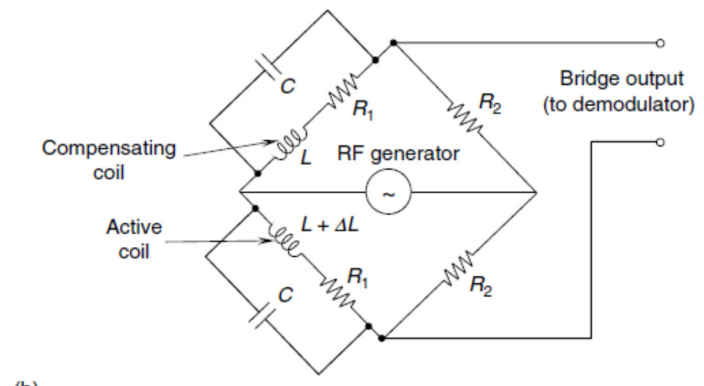 C
R₁
R₂
Bridge output
(to demodulator)
Compensating
coil
L
RF generator
~
Active
coil
L + ΔL
R₁
R₂
C
(b)